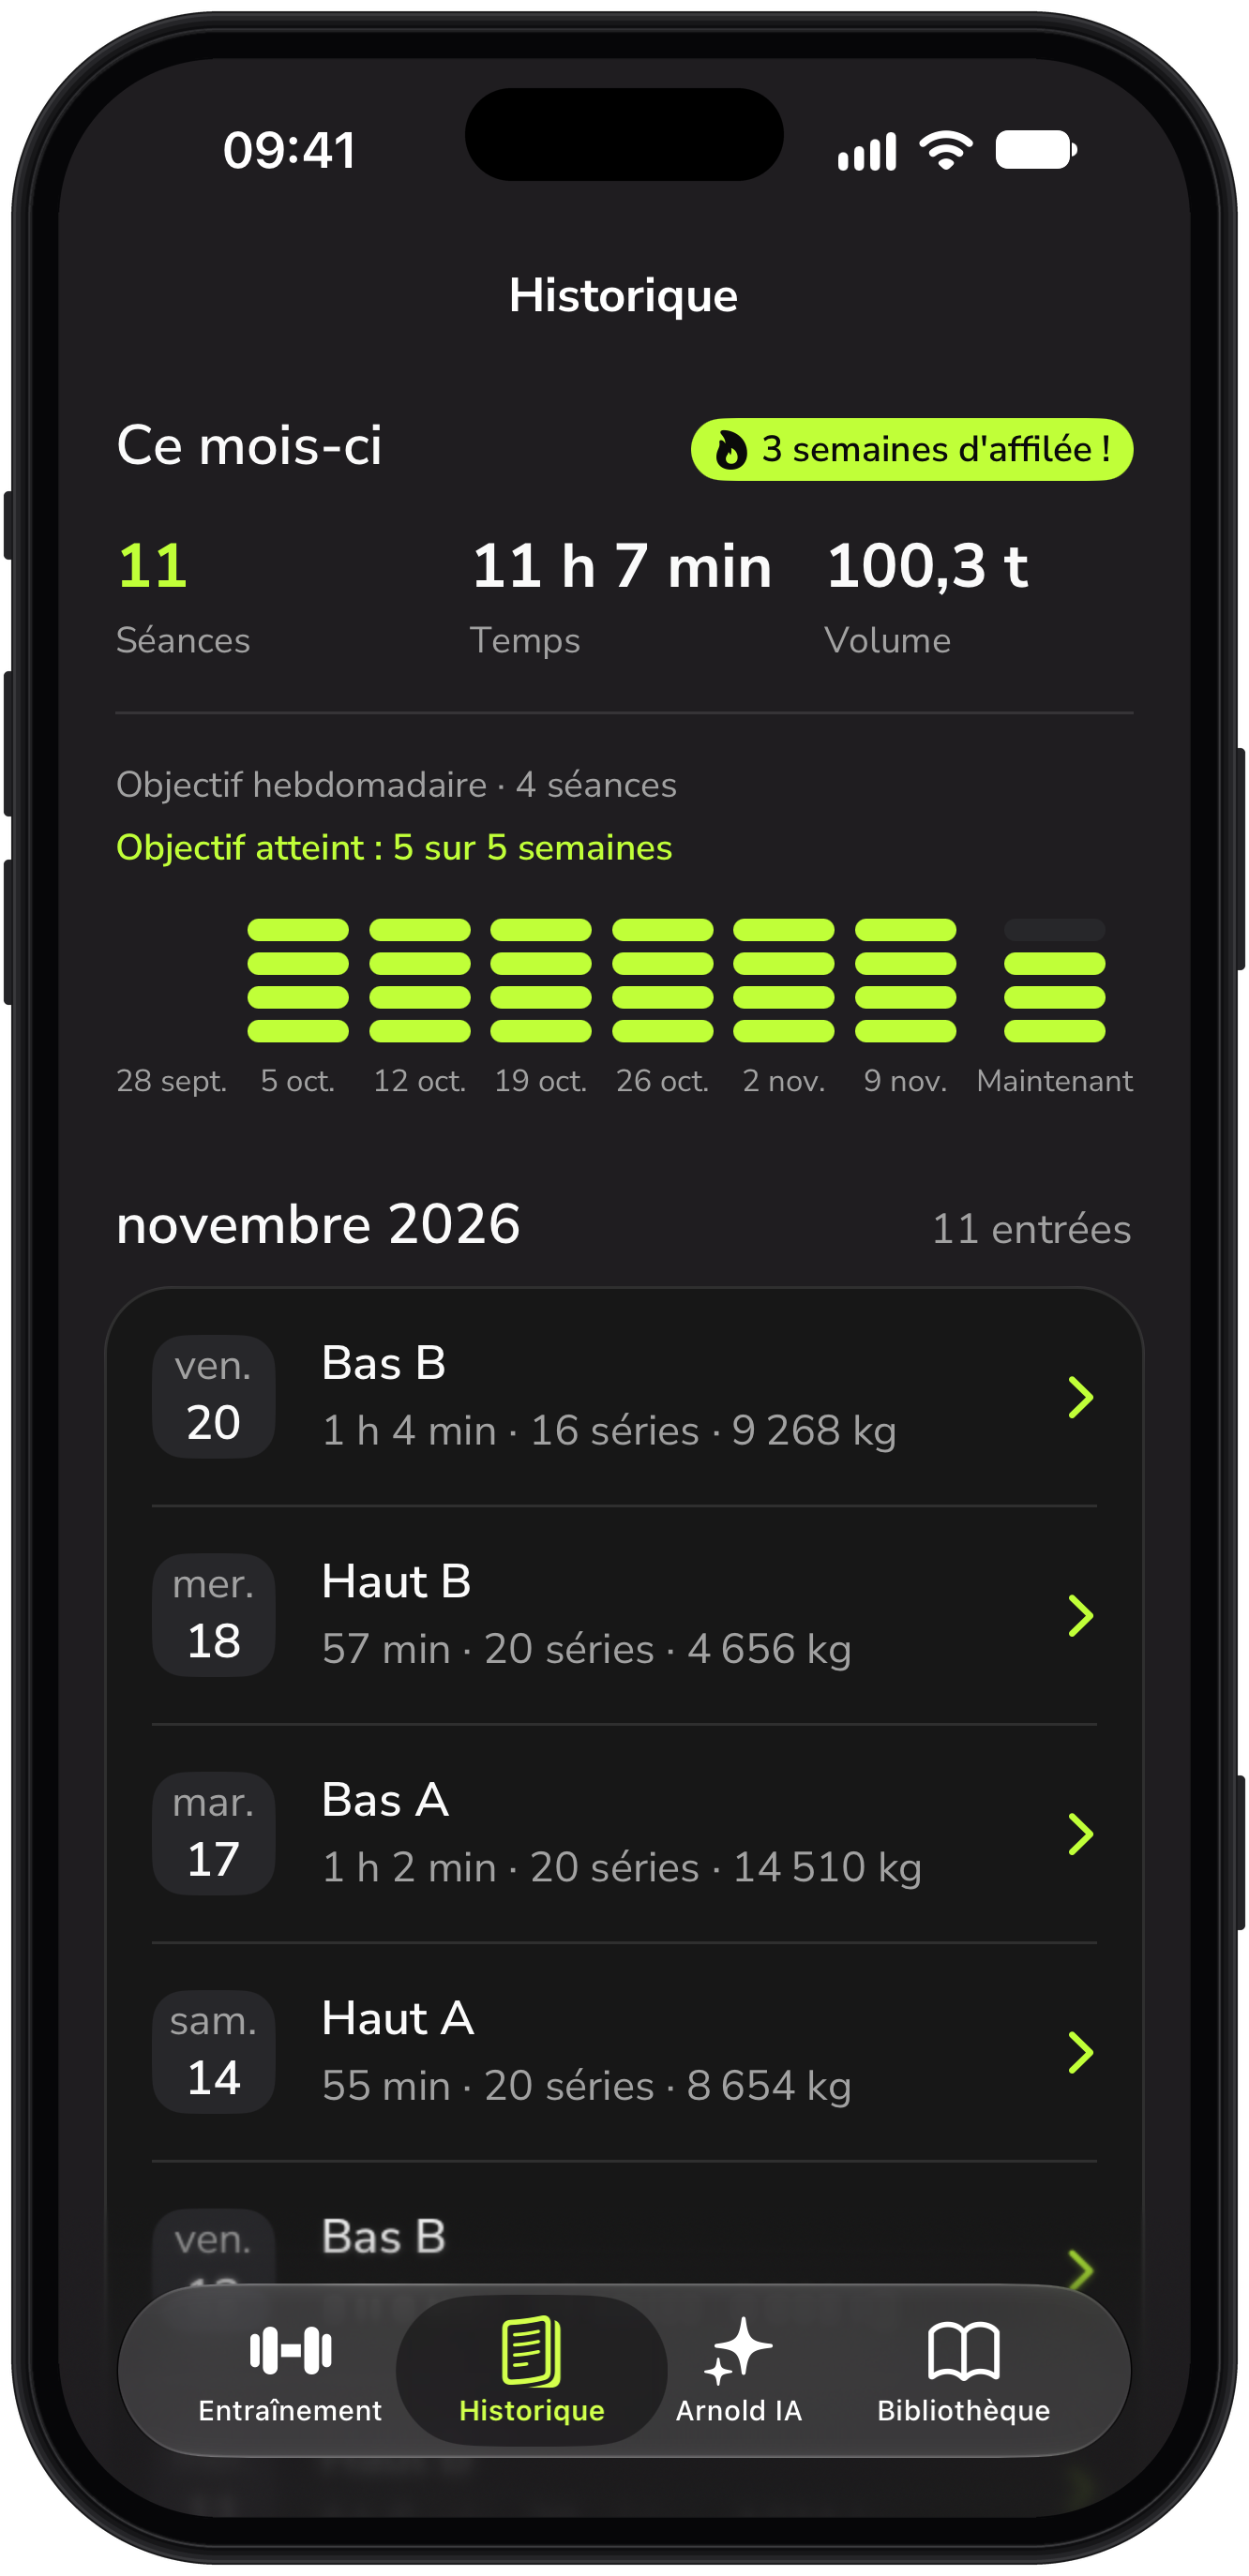 09:41
Historique
Ce mois-ci
3 semaines d'affilée !
11
11 h 7 min
100,3 t
Séances
Temps
Volume
Objectif hebdomadaire · 4 séances
Objectif atteint : 5 sur 5 semaines
28 sept.
5 oct.
12 oct.
19 oct.
26 oct.
2 nov.
9 nov.
Maintenant
novembre 2026
11 entrées
ven.
20
Bas B
1 h 4 min · 16 séries · 9 268 kg
mer.
18
Haut B
57 min · 20 séries · 4 656 kg
mar.
17
Bas A
1 h 2 min · 20 séries · 14 510 kg
sam.
14
Haut A
55 min · 20 séries · 8 654 kg
ven.
Bas B
Entraînement
Historique
Arnold IA
Bibliothèque